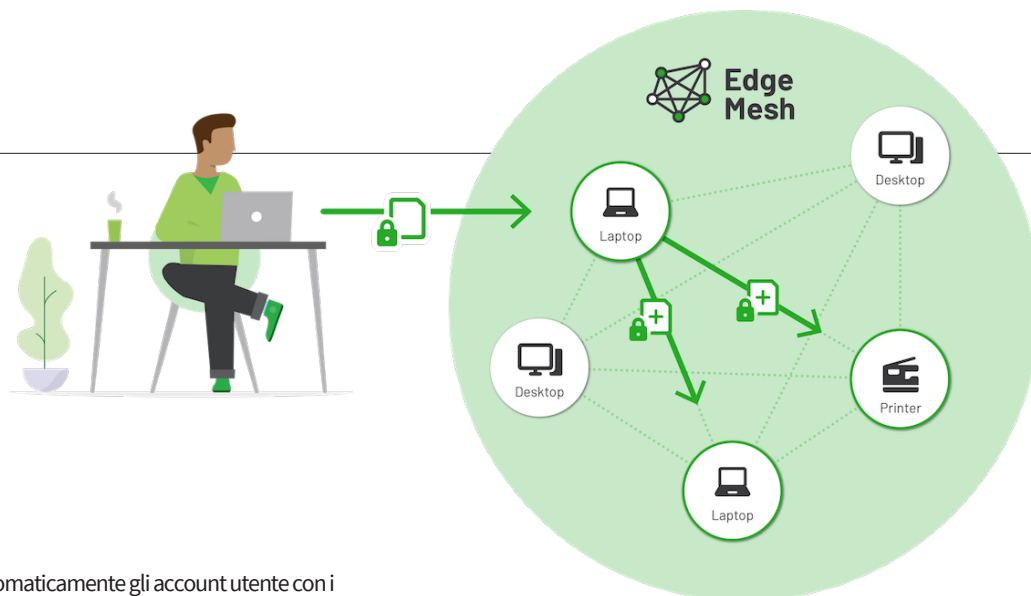 Edge
Mesh
Desktop
Laptop
Desktop
Printer
Laptop
omaticamente gli account utente con i